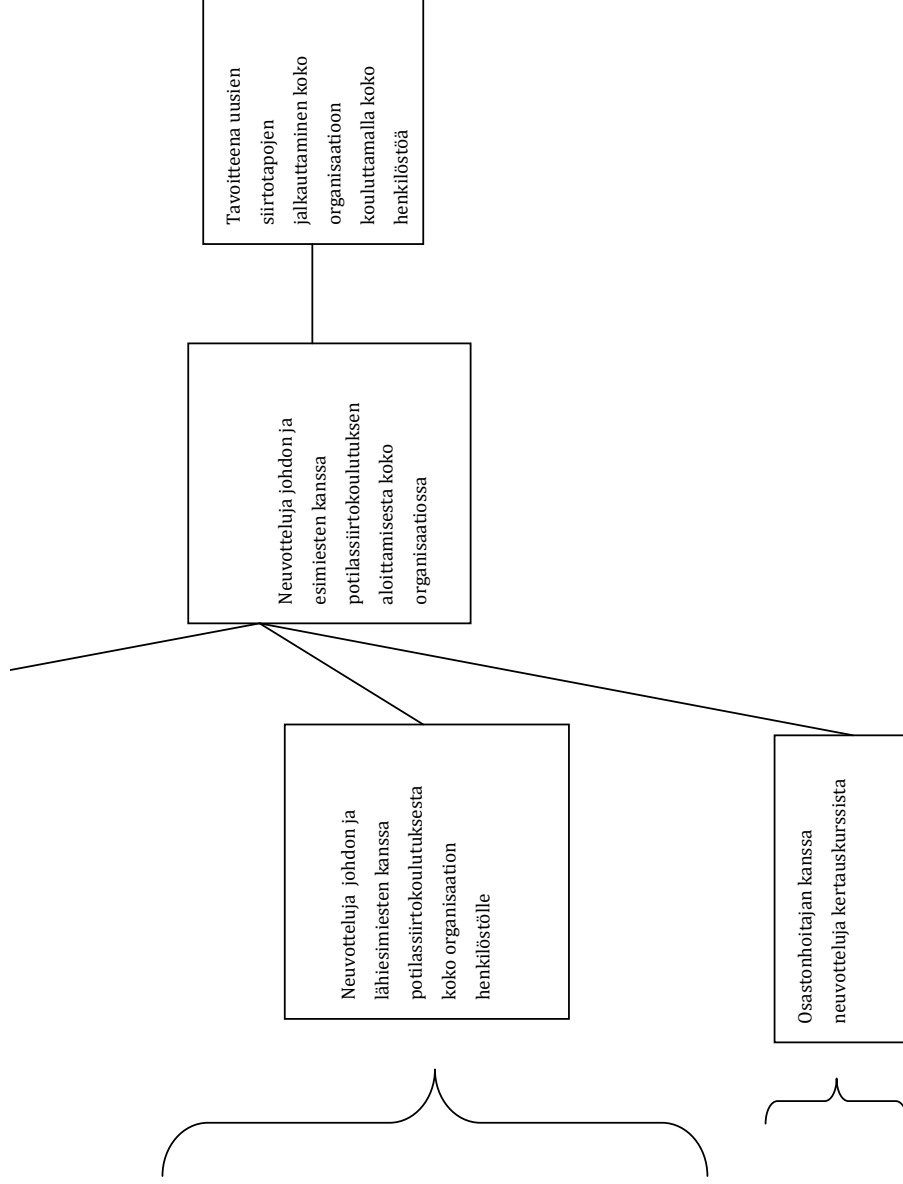 Neuvotteluja johdon ja
lähiesimiesten kanssa
potilassiirtokoulutuksesta
koko organisaation
henkilöstölle
Osastonhoitajan kanssa
neuvotteluja kertauskurssista
Neuvotteluja johdon ja
esimiesten kanssa
potilassiirtokoulutuksen
aloittamisesta koko
organisaatiossa
Tavoitteena uusien
siirtotapojen
jalkauttaminen koko
organisaatioon
kouluttamalla koko
henkilöstöä